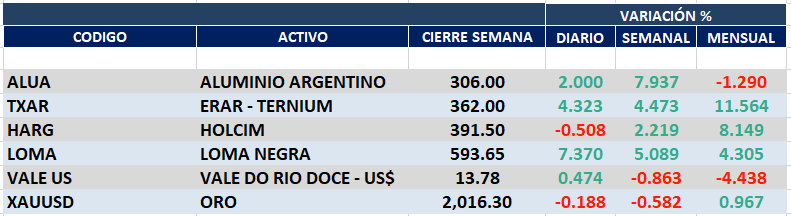 VARIACIÓN %
CODIGO ACTIVO CIERRE SEMANA DIARIO SEMANAL MENSUAL
ALUA ALUMINIO ARGENTINO 306.00 2.000 7.937 -1.290
TXAR ERAR - TERNIUM 362.00 4.323 4.473 11.564
HARG HOLCIM 391.50 -0.508 2.219 8.149
LOMA LOMA NEGRA 593.65 7.370 5.089 4.305
VALE US VALE DO RIO DOCE - US$ 13.78 0.474 -0.863 -4.438
XAUUSD ORO 2,016.30 -0.188 -0.582 0.967